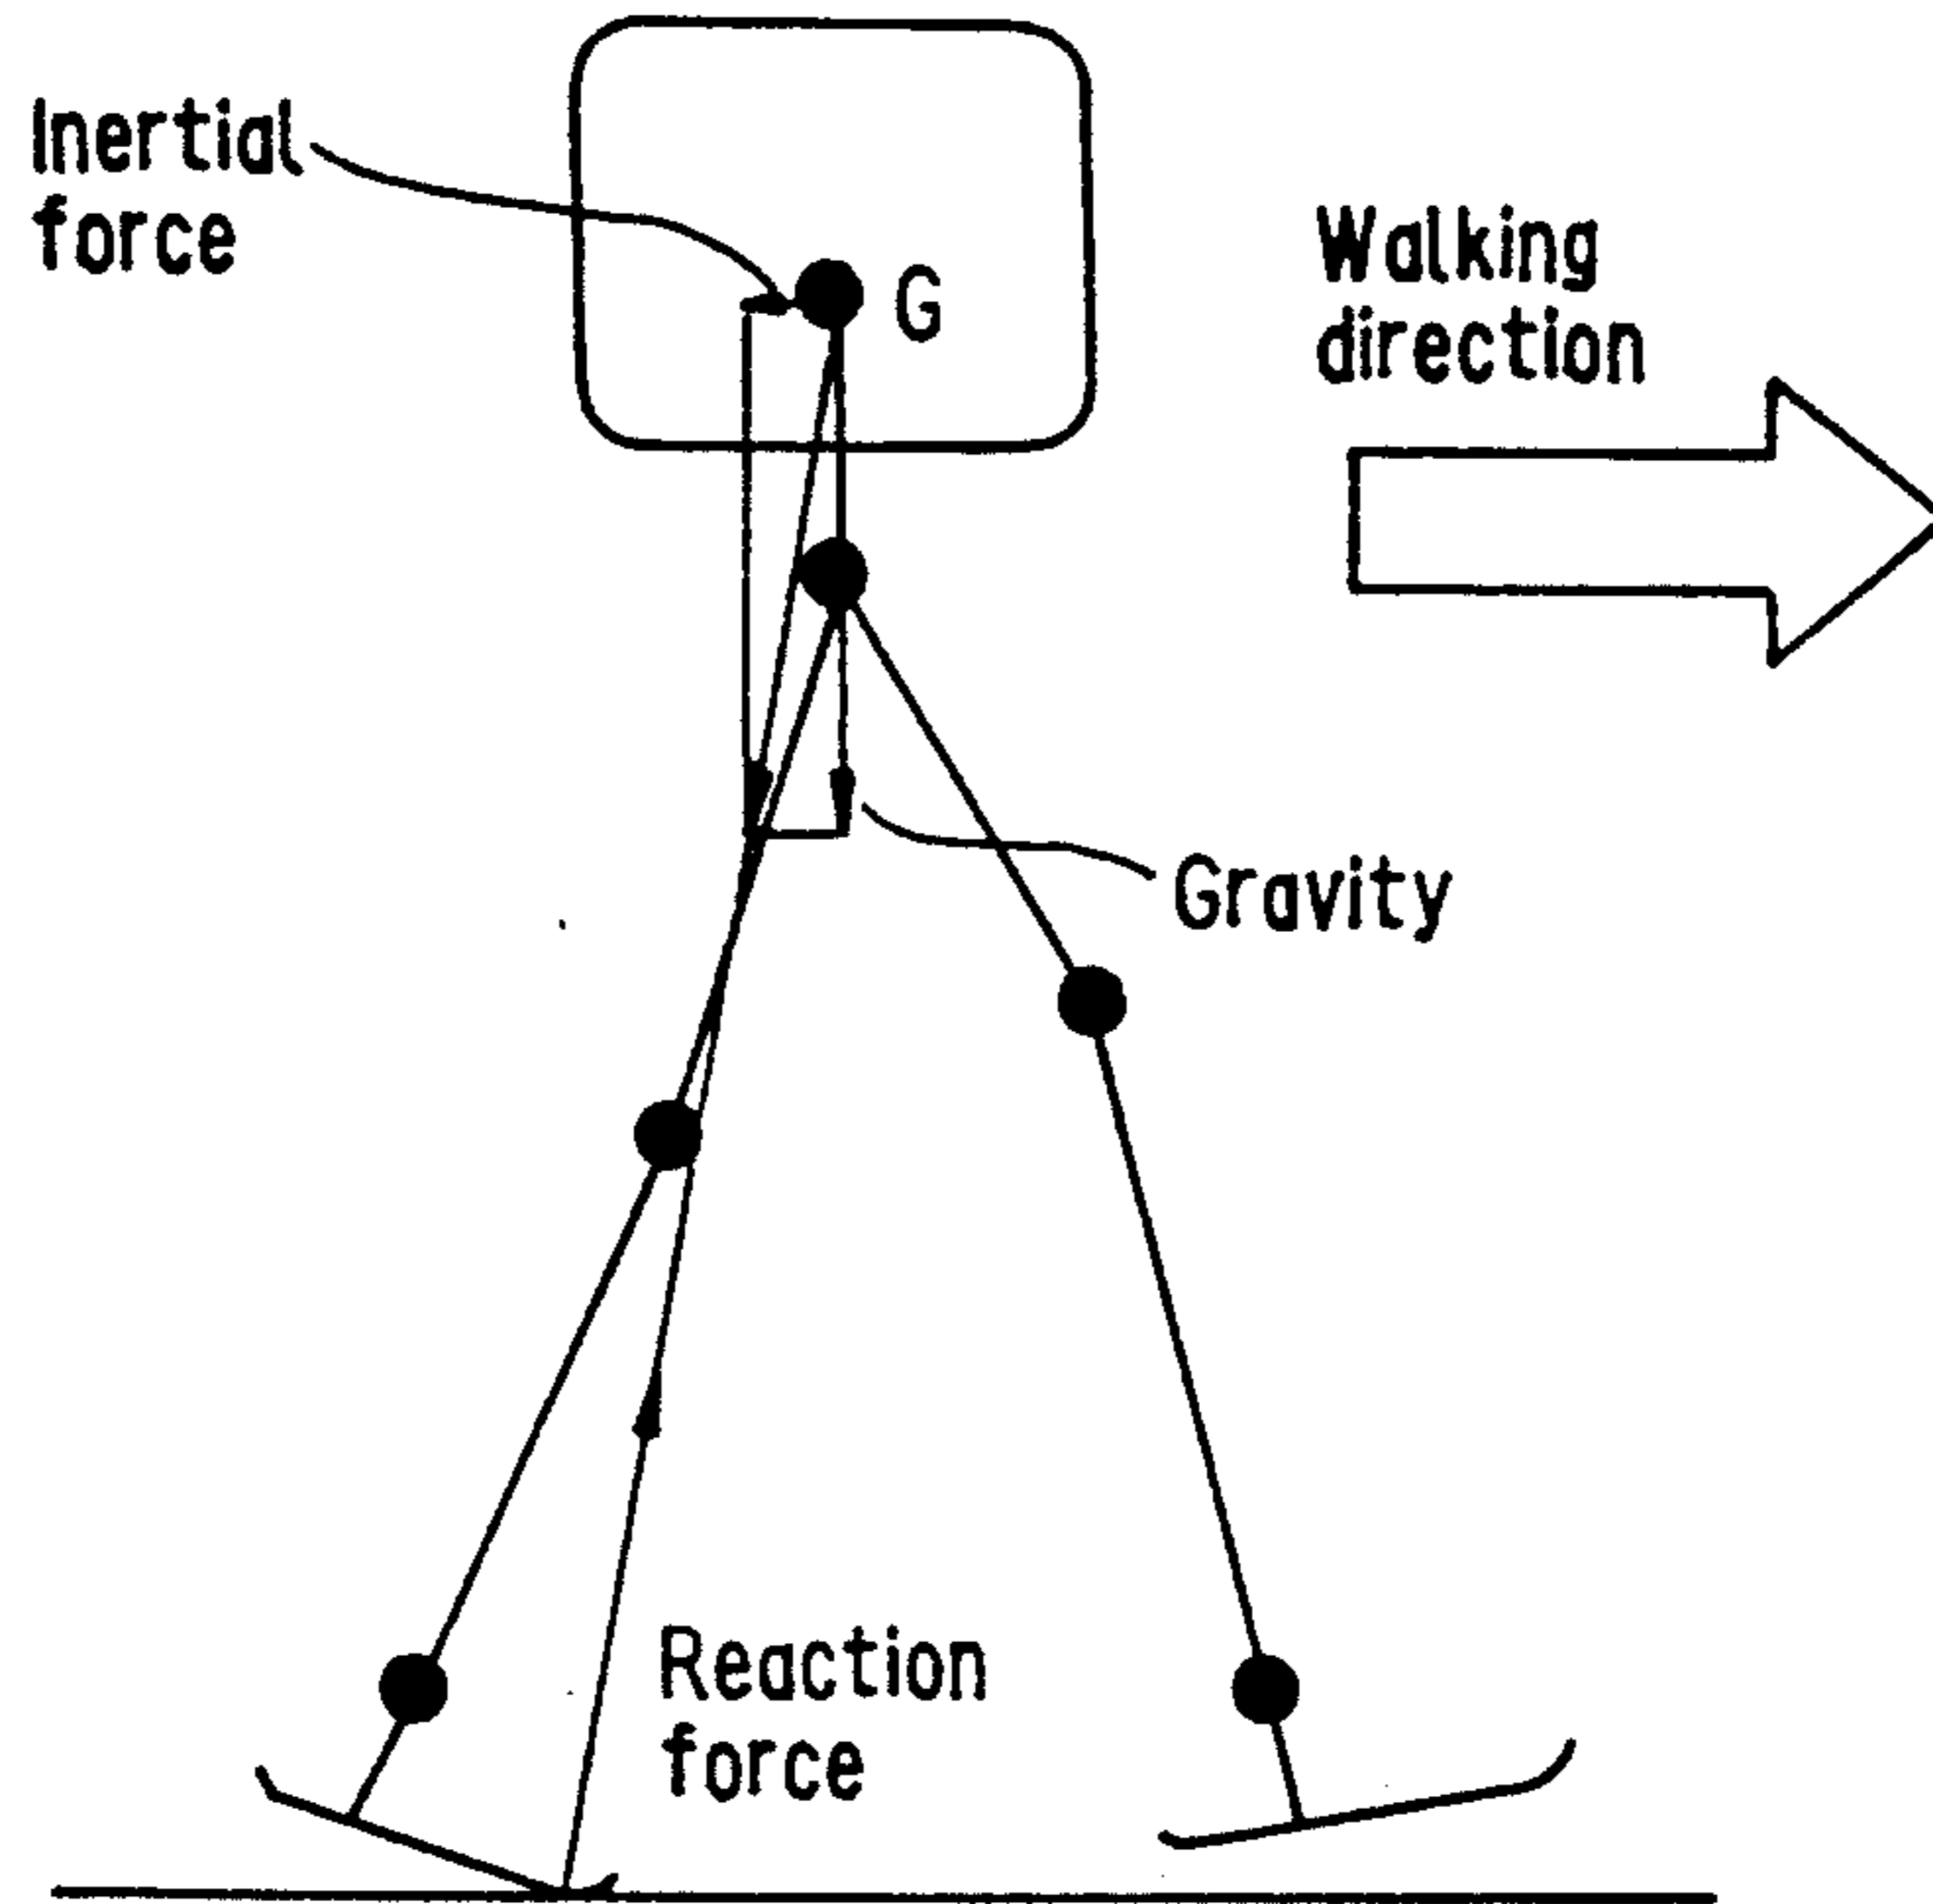 Inertial
force
G
Walking
direction
Gravity
Reaction
force